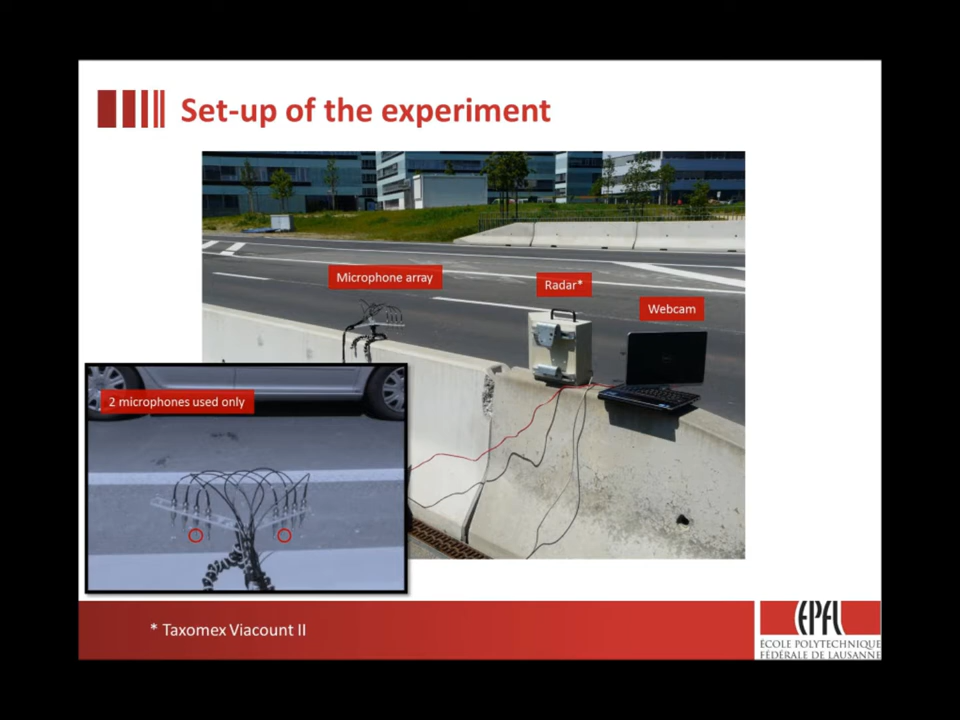 Set-up of the experiment
Microphone array
Radar*
Webcam
2 microphones used only
* Taxomex Viacount II
EPFL
ÉCOLE POLYTECHNIQUE
FÉDÉRALE DE LAUSANNE